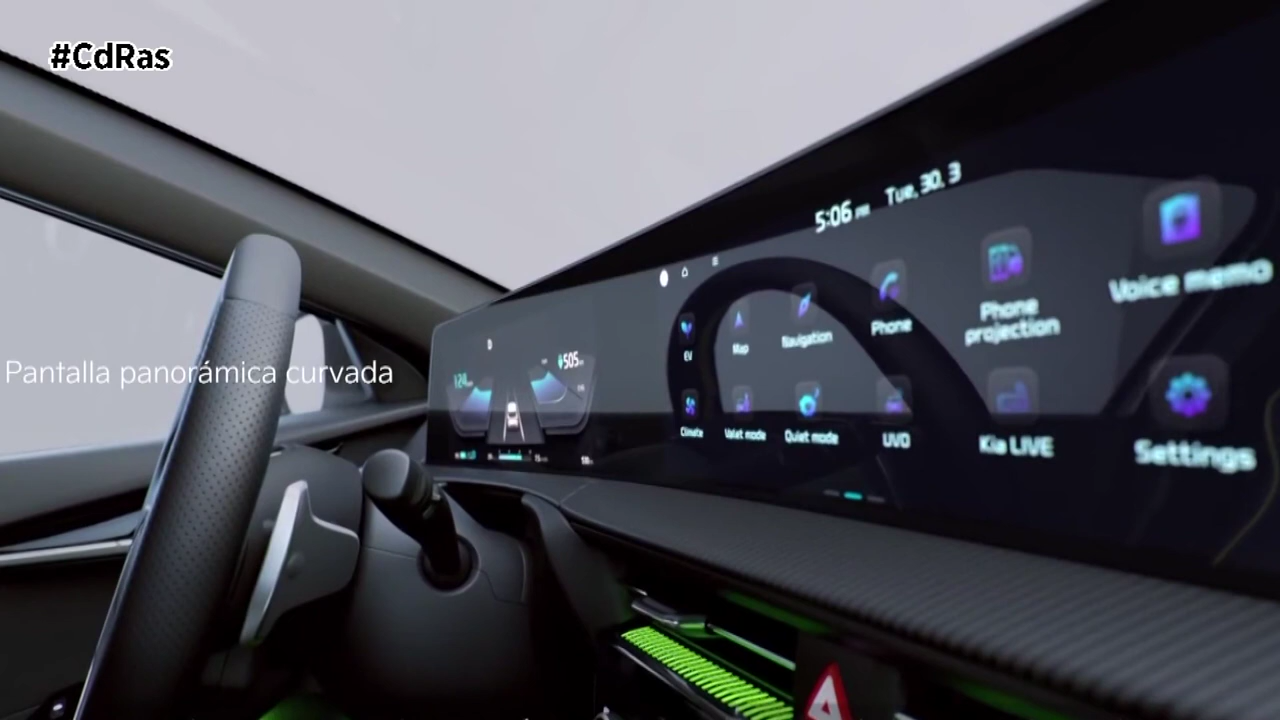 #CdRas
5:06 PM Tue, 30, 3
Voice memo
Phone
projection
Phone
Navigation
Map
EV
505
124
D
Pantalla panorámica curvada
Climate
Valet mode
Quiet mode
UVO
Kia LIVE
Settings